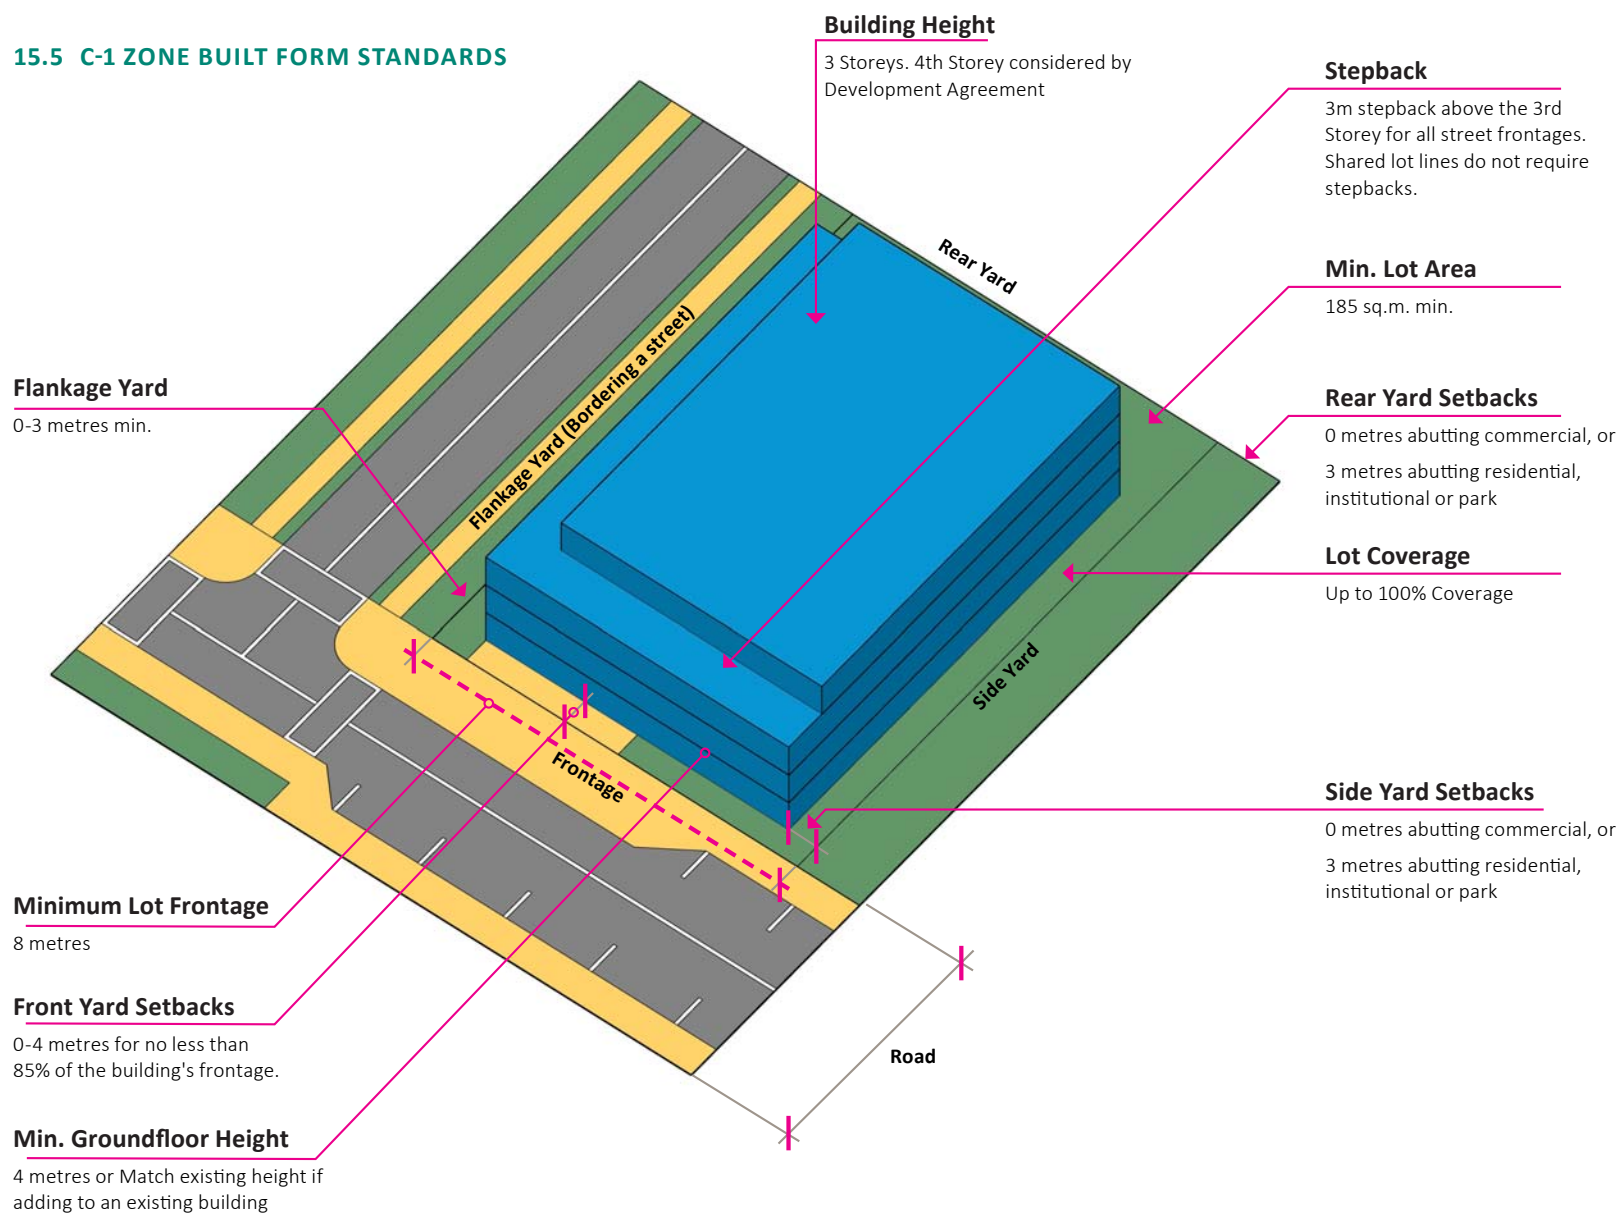 15.5 C-1 ZONE BUILT FORM STANDARDS
Building Height
3 Storeys. 4th Storey considered by
Development Agreement
Stepback
3m stepback above the 3rd
Storey for all street frontages.
Shared lot lines do not require
stepbacks.
Rear Yard
Min. Lot Area
185 sq.m. min.
Flankage Yard (Bordering a street)
Flankage Yard
0-3 metres min.
Rear Yard Setbacks
0 metres abutting commercial, or
3 metres abutting residential,
institutional or park
Lot Coverage
Up to 100% Coverage
Side Yard
Frontage
Side Yard Setbacks
0 metres abutting commercial, or
3 metres abutting residential,
institutional or park
Minimum Lot Frontage
8 metres
Front Yard Setbacks
0-4 metres for no less than
85% of the building's frontage.
Road
Min. Groundfloor Height
4 metres or Match existing height if
adding to an existing building